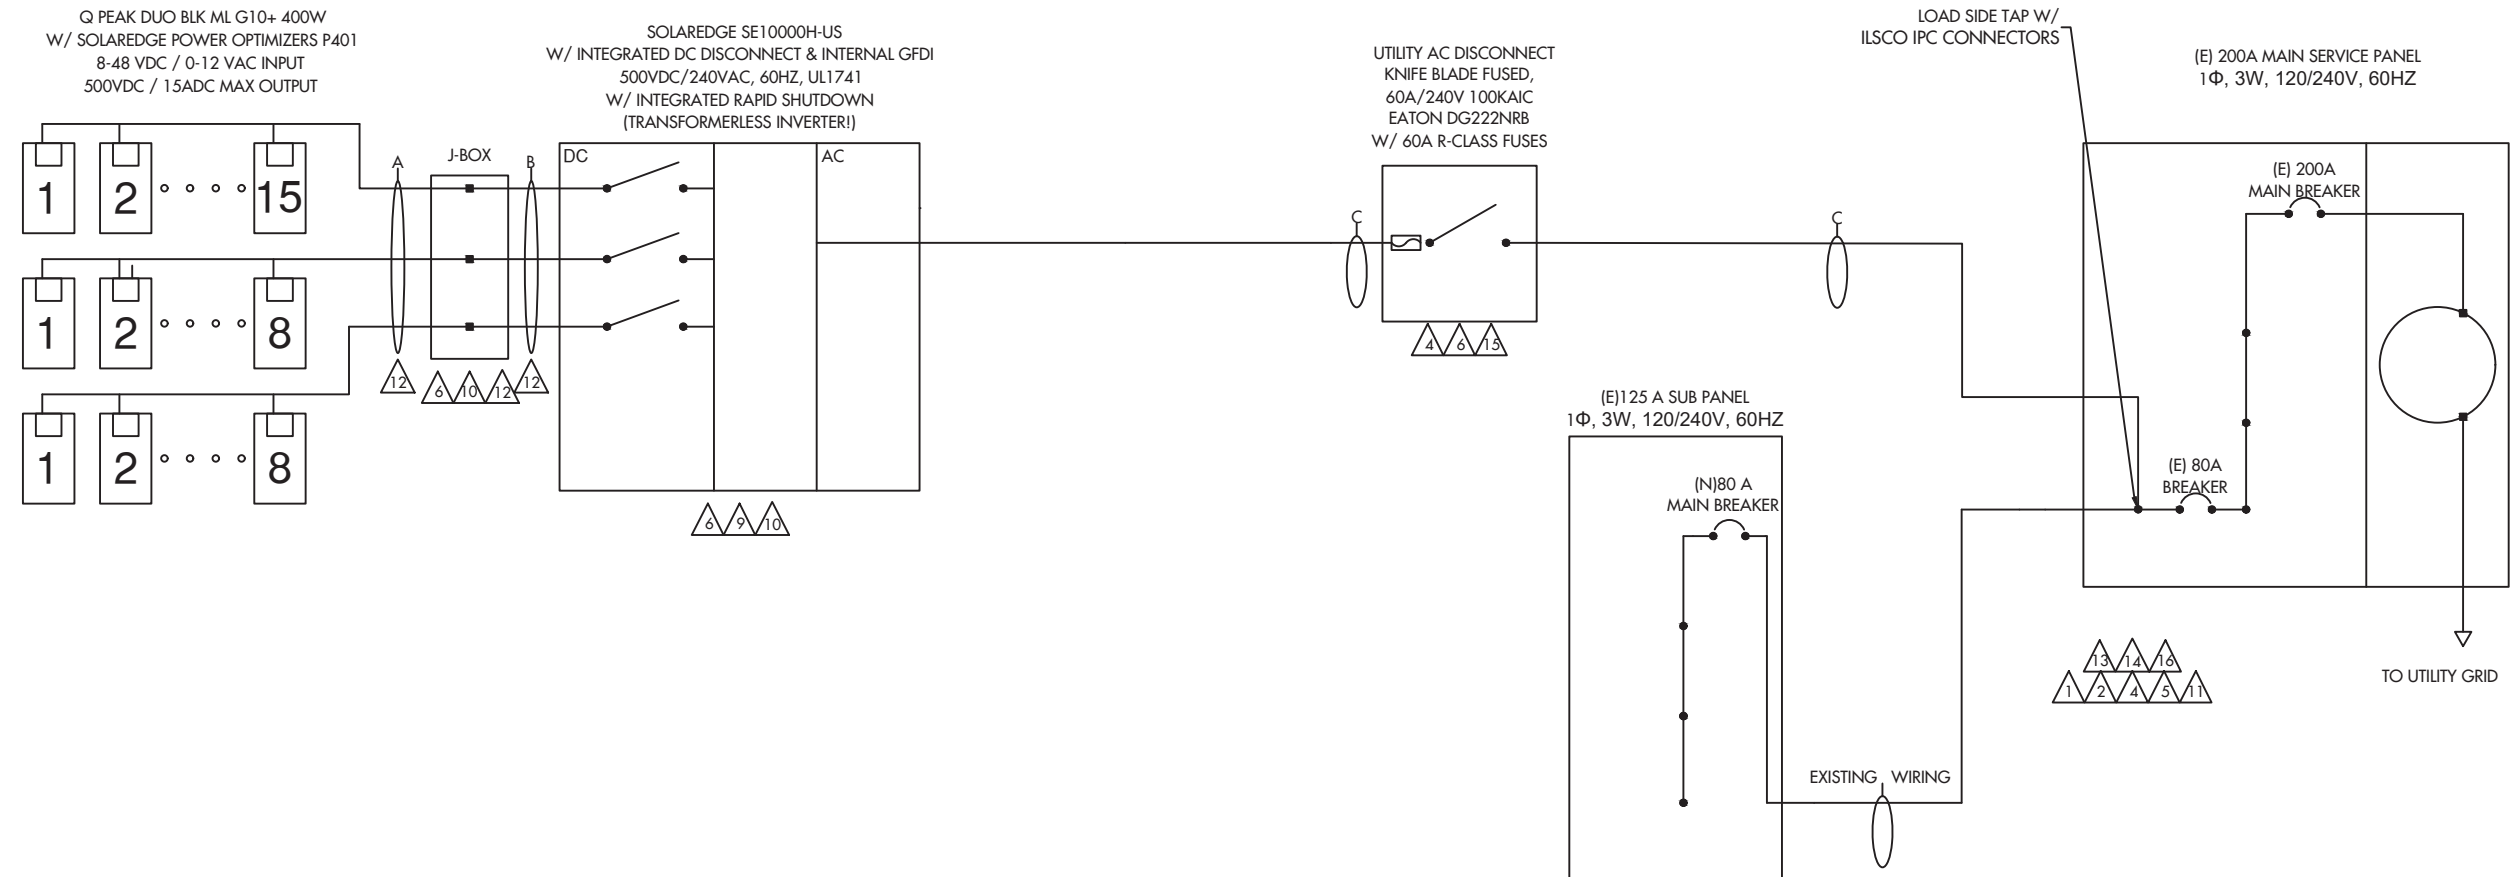 Q PEAK DUO BLK ML G10+ 400W
W/ SOLAREDGE POWER OPTIMIZERS P401
8-48 VDC / 0-12 VAC INPUT
500VDC / 15ADC MAX OUTPUT
SOLAREDGE SE10000H-US
W/ INTEGRATED DC DISCONNECT & INTERNAL GFDI
500VDC/240VAC, 60HZ, UL1741
W/ INTEGRATED RAPID SHUTDOWN
(TRANSFORMERLESS INVERTER!)
UTILITY AC DISCONNECT
KNIFE BLADE FUSED,
60A/240V 100KAIC
EATON DG222NRB
W/ 60A R-CLASS FUSES
LOAD SIDE TAP W/
ILSCO IPC CONNECTORS
(E) 200A MAIN SERVICE PANEL
1Φ, 3W, 120/240V, 60HZ
1 2 15
1 2 8
1 2 8
A
J-BOX
B
DC
AC
12
6 10 12
12
6 9 10
C
4 6 15
C
(E) 200A
MAIN BREAKER
(E) 80A
BREAKER
(E)125 A SUB PANEL
1Φ, 3W, 120/240V, 60HZ
(N)80 A
MAIN BREAKER
EXISTING WIRING
13 14 16
1 2 4 5 11
TO UTILITY GRID